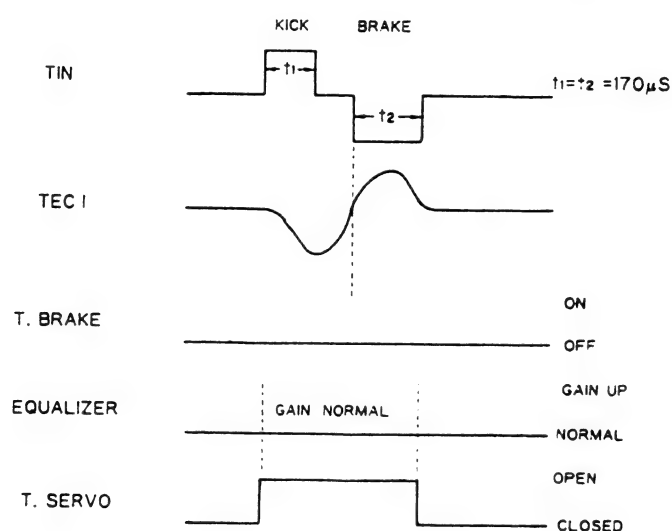 KICK BRAKE
TIN
t1
t1=t2 =170μS
t2
TEC I
ON
T. BRAKE
OFF
GAIN UP
EQUALIZER
GAIN NORMAL
NORMAL
OPEN
T. SERVO
CLOSED